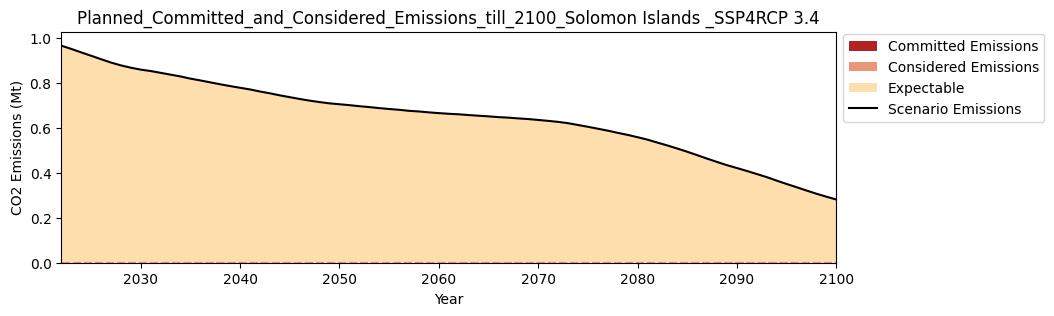 Planned_Committed_and_Considered_Emissions_till_2100_Solomon Islands _SSP4RCP 3.4
Committed Emissions
Considered Emissions
Expectable
Scenario Emissions
CO2 Emissions (Mt)
1.0
0.8
0.6
0.4
0.2
0.0
2030 2040 2050 2060 2070 2080 2090 2100
Year